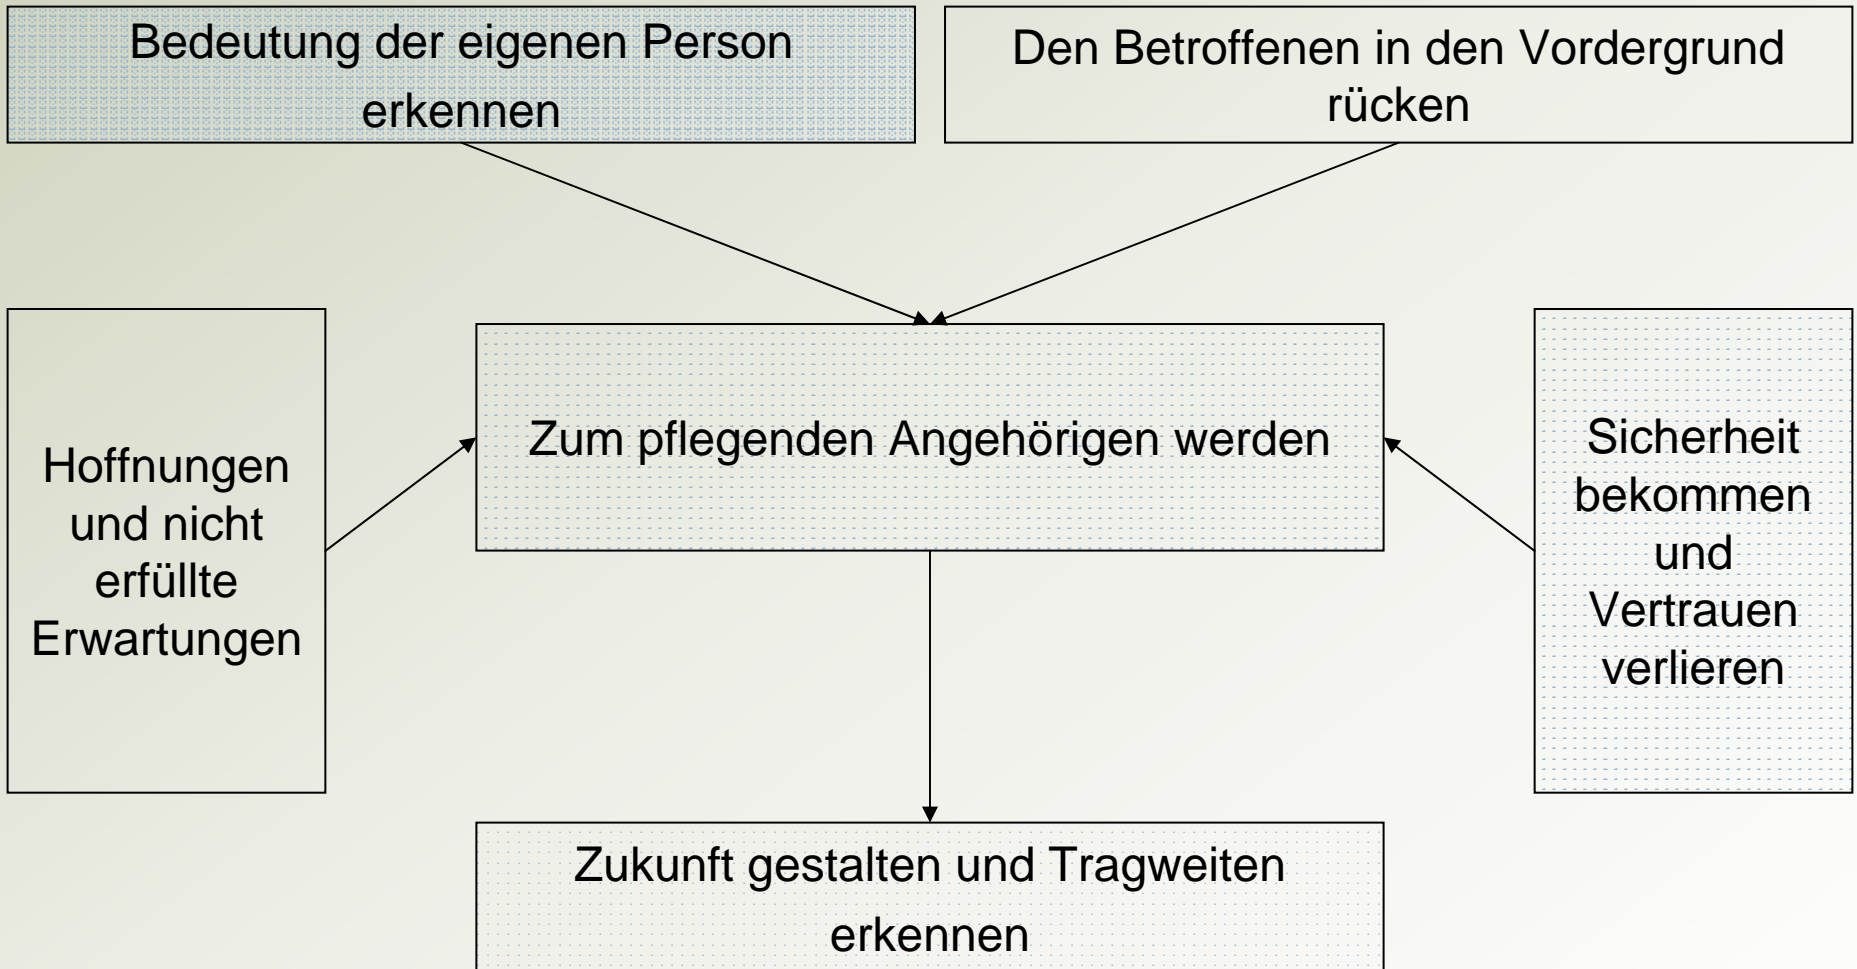 Bedeutung der eigenen Person
erkennen
Den Betroffenen in den Vordergrund
rücken
Hoffnungen
und nicht
erfüllte
Erwartungen
Zum pflegenden Angehörigen werden
Sicherheit
bekommen
und
Vertrauen
verlieren
Zukunft gestalten und Tragweiten
erkennen